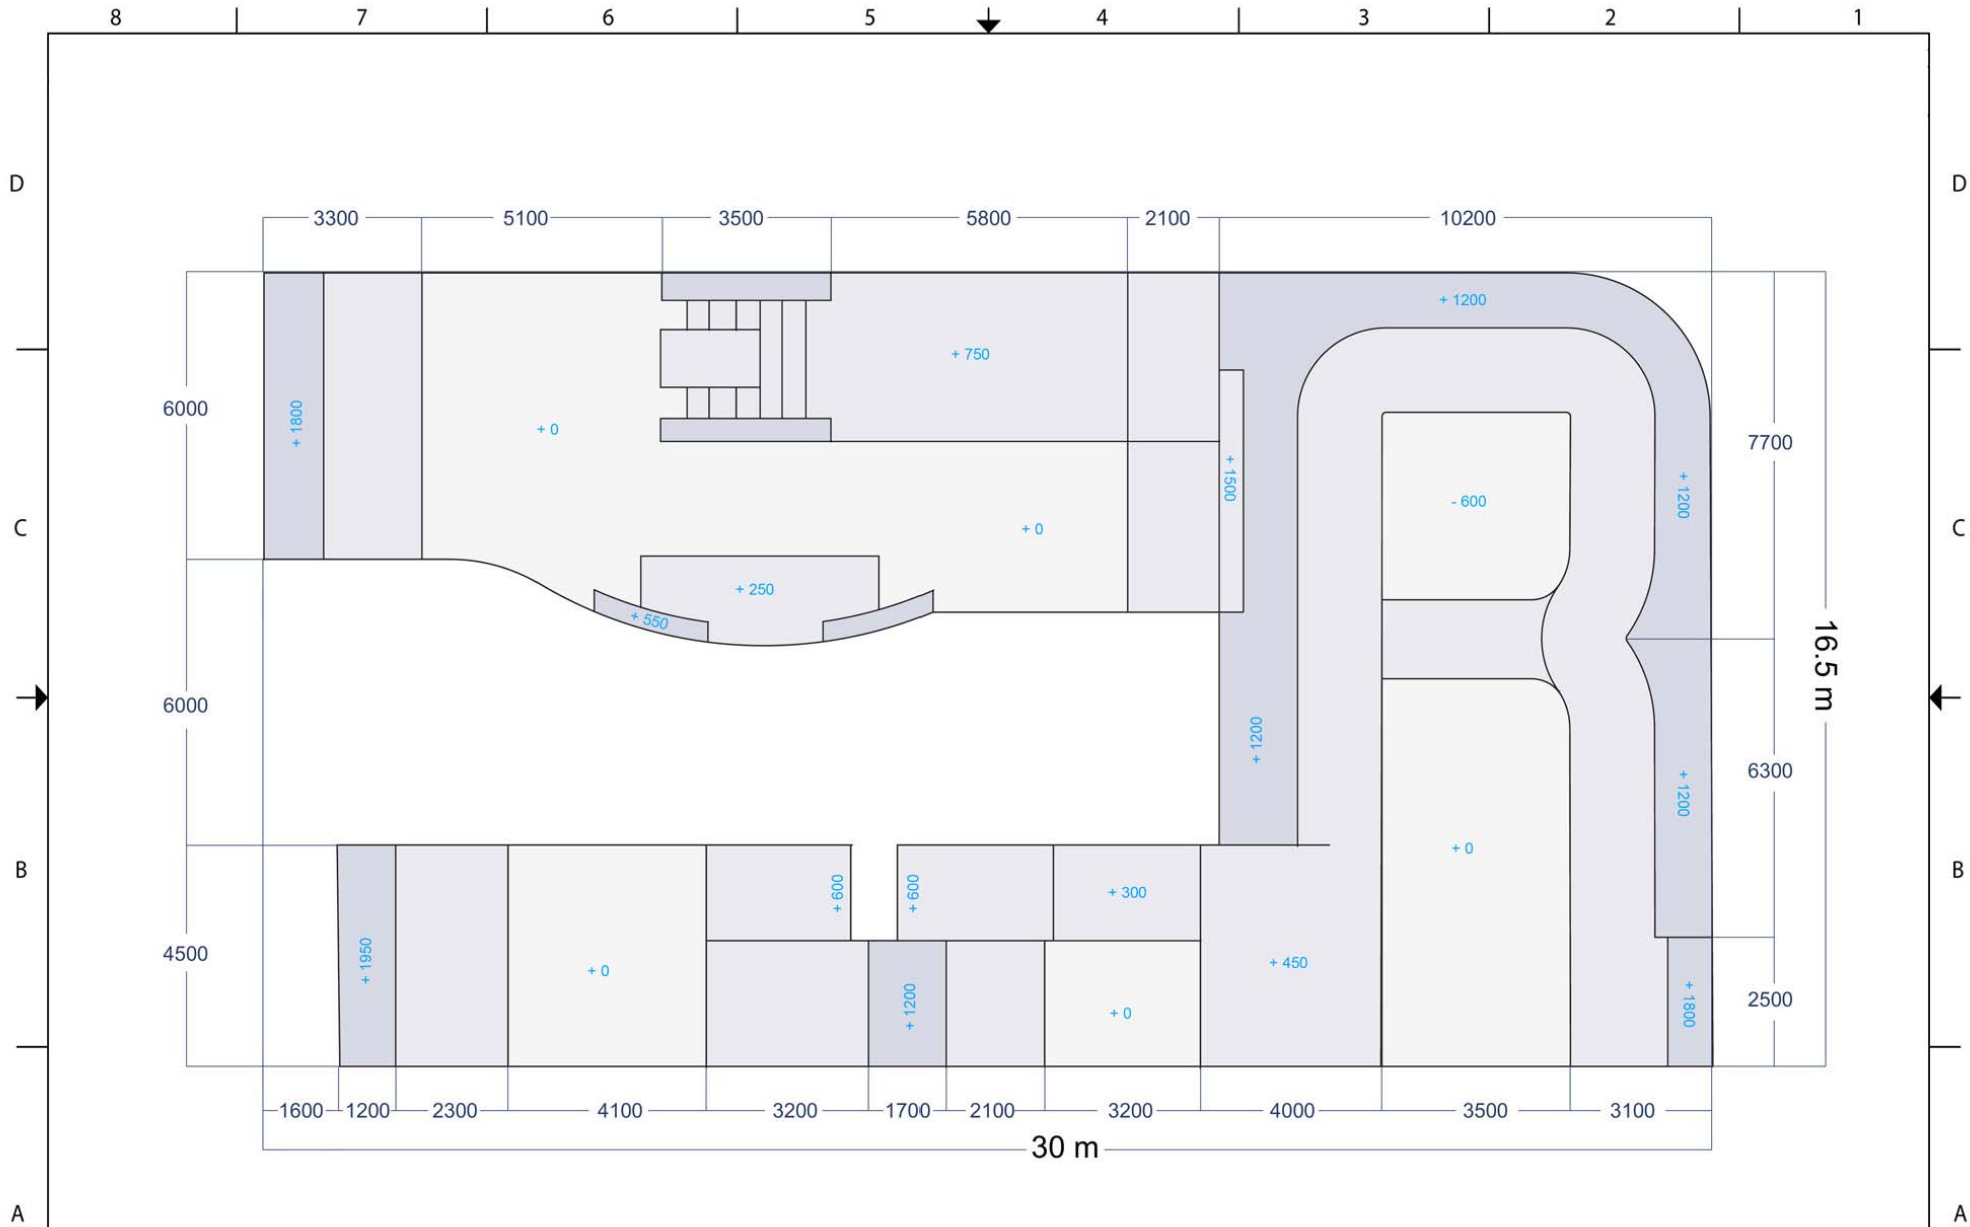 8 7 6 5 4 3 2 1
D D
3300 5100 3500 5800 2100 10200
+ 1200
+ 750
6000 + 1800 + 0 7700
+ 1500 - 600 + 1200
C + 0 C
+ 250
+ 550
16.5 m
6000 + 1200 6300
+ 1200
+ 0
B B
+ 600 + 600 + 300
4500 + 1950 + 0 + 450
+ 1200 + 0 + 1800 2500
1600 1200 2300 4100 3200 1700 2100 3200 4000 3500 3100
30 m
A A